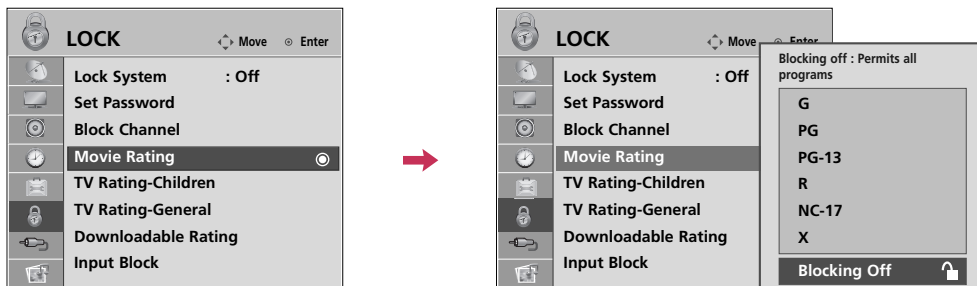 LOCK
Move Enter
Lock System : Off
Set Password
Block Channel
Movie Rating
TV Rating-Children
TV Rating-General
Downloadable Rating
Input Block
LOCK
Move Enter
Lock System : Off
Set Password
Block Channel
Movie Rating
TV Rating-Children
TV Rating-General
Downloadable Rating
Input Block
Blocking off : Permits all
programs
G
PG
PG-13
R
NC-17
X
Blocking Off